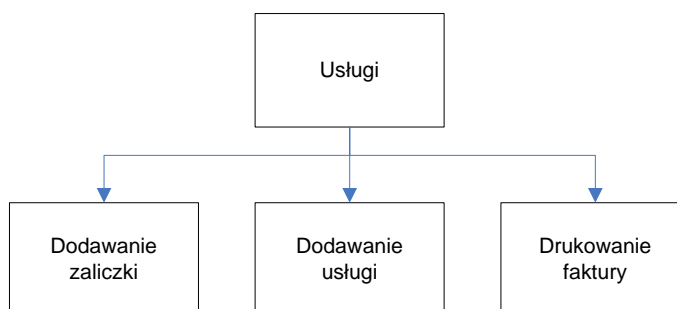 Usługi
Dodawanie
zaliczki
Dodawanie
usługi
Drukowanie
faktury